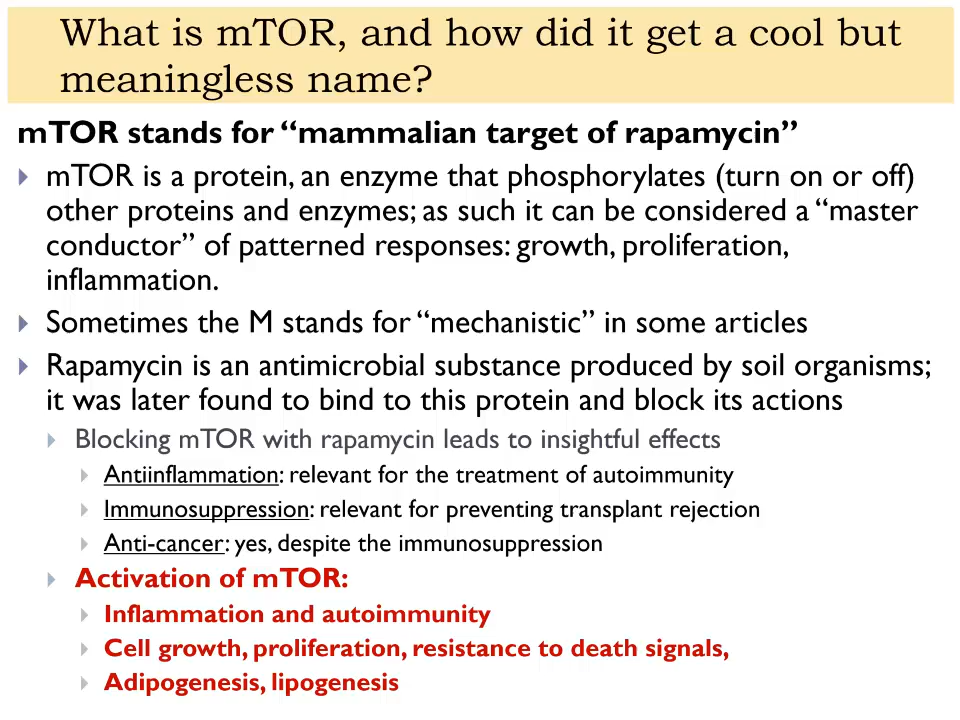 What is mTOR, and how did it get a cool but
meaningless name?
mTOR stands for “mammalian target of rapamycin”
mTOR is a protein, an enzyme that phosphorylates (turn on or off)
other proteins and enzymes; as such it can be considered a “master
conductor” of patterned responses: growth, proliferation,
inflammation.
Sometimes the M stands for “mechanistic” in some articles
Rapamycin is an antimicrobial substance produced by soil organisms;
it was later found to bind to this protein and block its actions
Blocking mTOR with rapamycin leads to insightful effects
Antiinflammation: relevant for the treatment of autoimmunity
Immunosuppression: relevant for preventing transplant rejection
Anti-cancer: yes, despite the immunosuppression
Activation of mTOR:
Inflammation and autoimmunity
Cell growth, proliferation, resistance to death signals,
Adipogenesis, lipogenesis